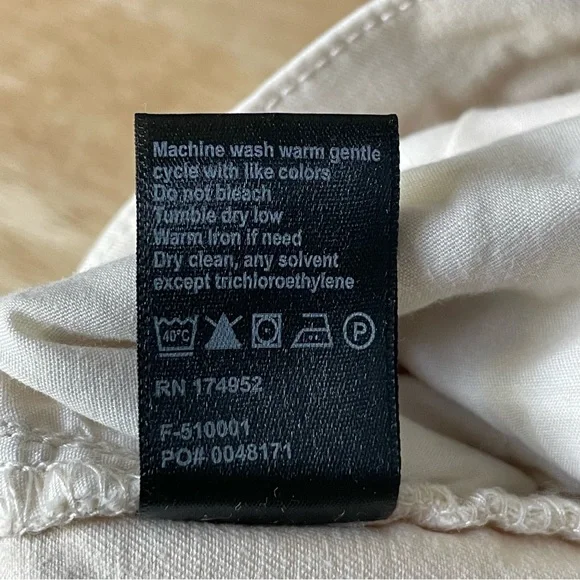 Machine wash warm gentle
cycle with like colors
Do not bleach
Tumble dry low
Warm Iron if need
Dry clean, any solvent
except trichloroethylene
40°C P
RN 174952
F-510001
PO# 0048171